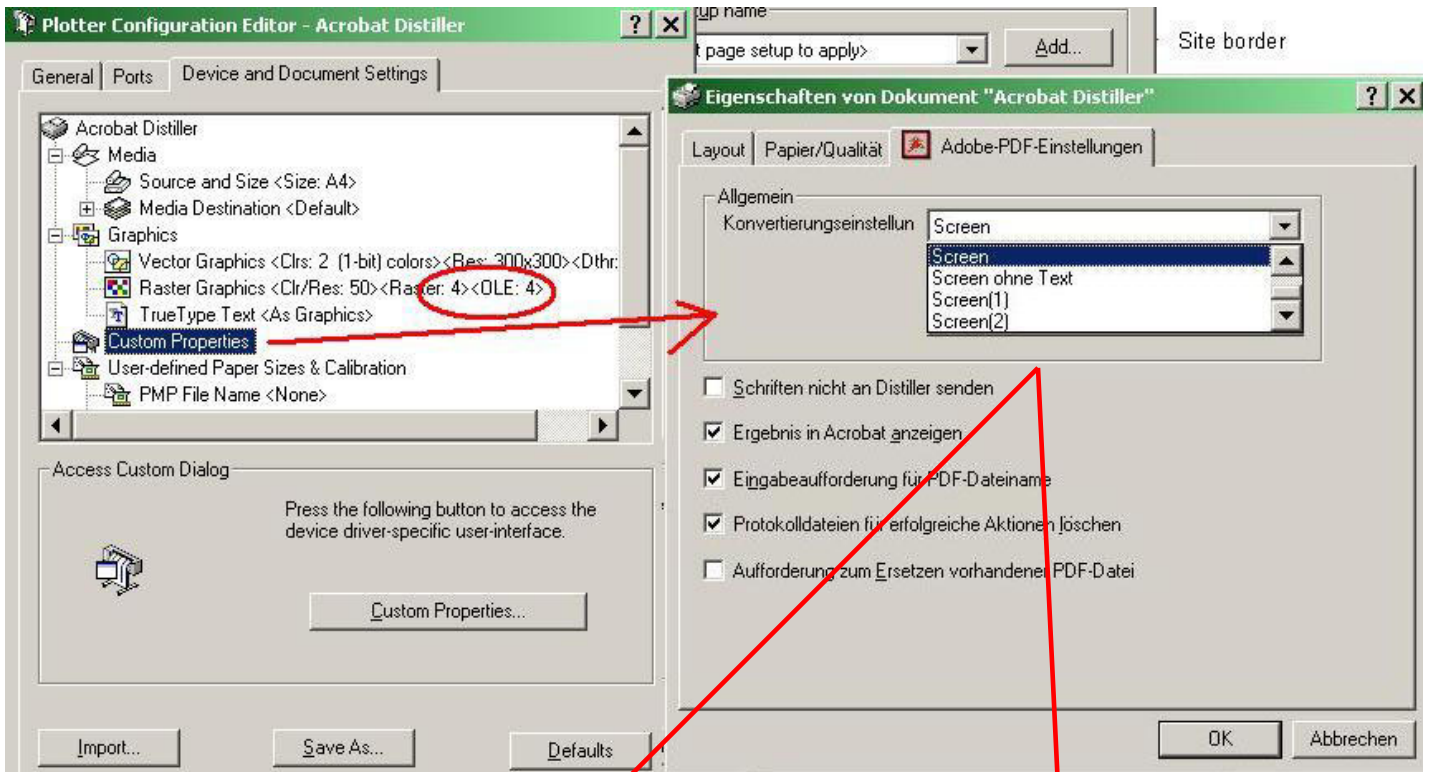 Plotter Configuration Editor - Acrobat Distiller
General Ports Device and Document Settings
Acrobat Distiller
Media
Source and Size <Size: A4>
Media Destination <Default>
Graphics
Vector Graphics <Clrs: 2 (1-bit) colors><Res: 300x300><Dthr:
Raster Graphics <Clr/Res: 50><Raster: 4><OLE: 4>
TrueType Text <As Graphics>
Custom Properties
User-defined Paper Sizes & Calibration
PMP File Name <None>
Access Custom Dialog
Press the following button to access the
device driver-specific user-interface.
Custom Properties...
Import... Save As... Defaults
up name
t page setup to apply>
Add...
Site border
Eigenschaften von Dokument "Acrobat Distiller"
Layout Papier/Qualität Adobe-PDF-Einstellungen
Allgemein
Konvertierungseinstellun Screen
Screen
Screen ohne Text
Screen(1)
Screen(2)
Schriften nicht an Distiller senden
Ergebnis in Acrobat anzeigen
Eingabeaufforderung für PDF-Dateiname
Protokolldateien für erfolgreiche Aktionen löschen
Aufforderung zum Ersetzen vorhandener PDF-Datei
OK Abbrechen